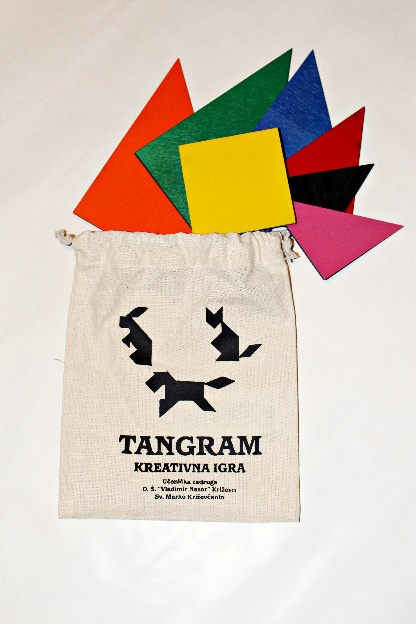 TANGRAM
KREATIVNA IGRA
Učenička zadruga
O. Š. "Vladimir Nazor" Križevci
Sv. Marko Križevčanin